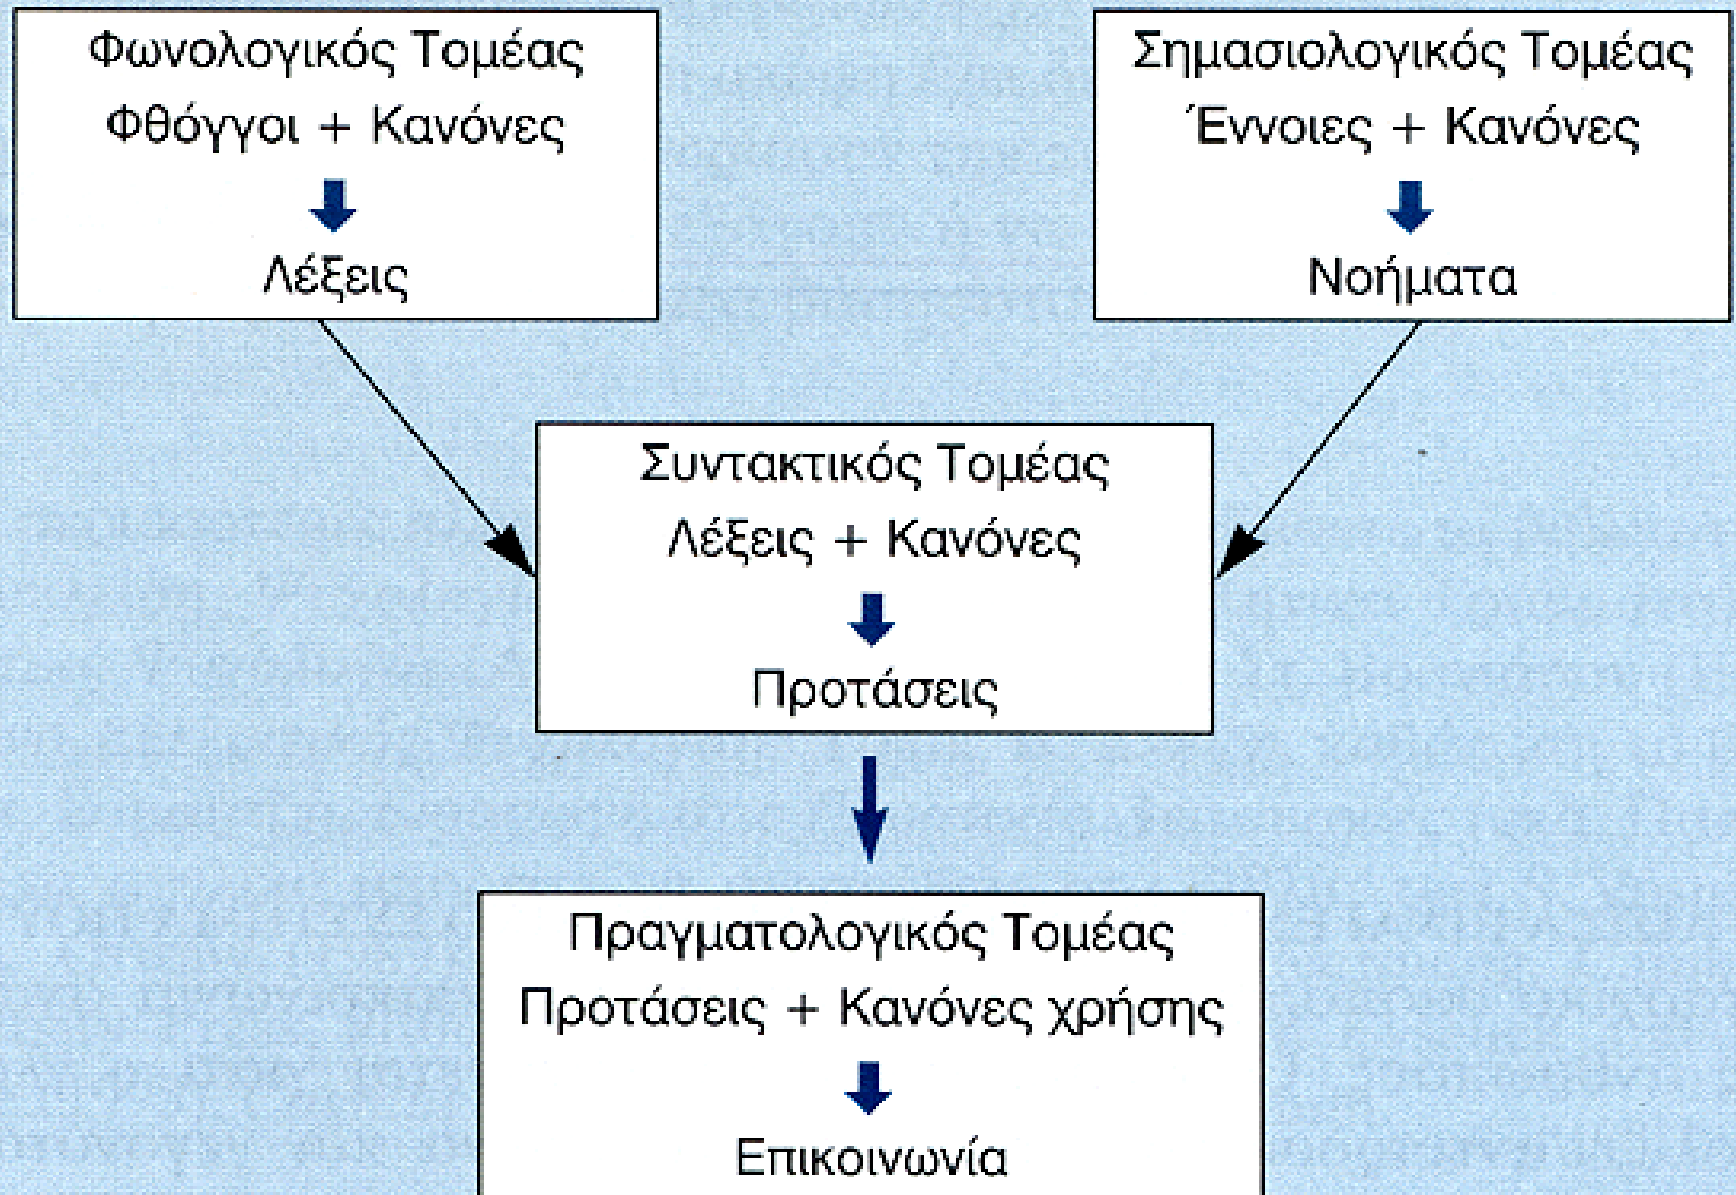 Φωνολογικός Τομέας
Φθόγγοι + Κανόνες
Λέξεις
Σημασιολογικός Τομέας
Έννοιες + Κανόνες
Νοήματα
Συντακτικός Τομέας
Λέξεις + Κανόνες
Προτάσεις
Πραγματολογικός Τομέας
Προτάσεις + Κανόνες χρήσης
Επικοινωνία